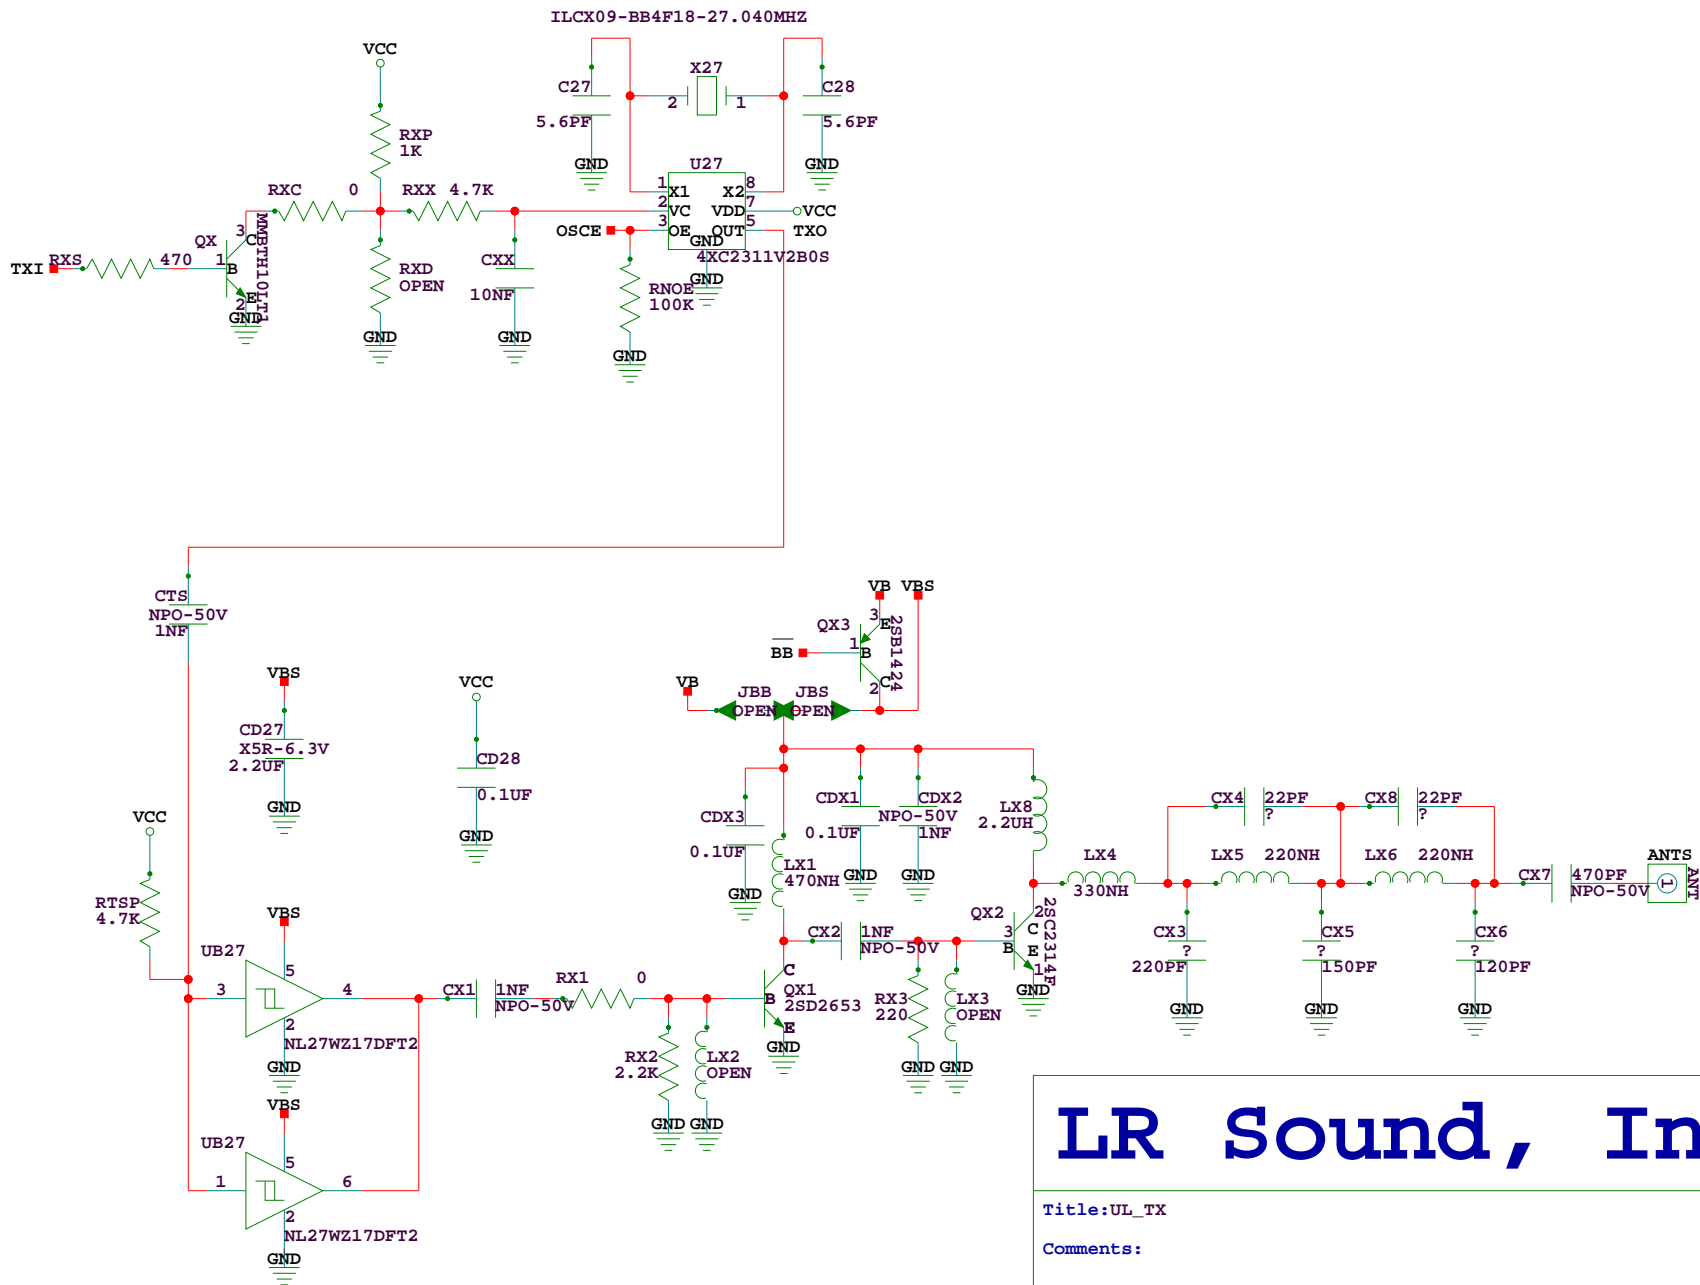 ILCX09-BB4F18-27.040MHZ
VCC
X27
C27
2
1
C28
5.6PF
5.6PF
RXP
1K
GND
U27
GND
RXC
0
RXX
4.7K
1
X1
X2
8
2
VC
VDD
7
VCC
3
OE
OUT
5
TXO
GND
4XC2311V2B0S
OSCE
QX
3
C
MMBTH10LT1
TXI
RXS
470
1
B
2
E
GND
RXD
OPEN
GND
CXX
10NF
GND
RNOE
100K
GND
GND
CTS
NPO-50V
1NF
VB
VBS
QX3
3
E
2SB1424
BB
1
B
2
C
VBS
CD27
X5R-6.3V
2.2UF
GND
VCC
CD28
0.1UF
GND
VB
JBB
OPEN
JBS
OPEN
CDX3
0.1UF
GND
LX1
470NH
CDX1
0.1UF
GND
CDX2
NPO-50V
1NF
GND
LX8
2.2UH
CX4
22PF
?
CX8
22PF
?
LX4
330NH
LX5
220NH
LX6
220NH
CX7
470PF
NPO-50V
ANTS
1
ANT
CX3
?
220PF
GND
CX5
?
150PF
GND
CX6
?
120PF
GND
VCC
RTSP
4.7K
VBS
UB27
5
3
4
2
NL27WZ17DFT2
GND
CX1
1NF
NPO-50V
RX1
0
RX2
2.2K
GND
LX2
OPEN
GND
C
B
QX1
2SD2653
E
GND
CX2
1NF
NPO-50V
RX3
220
GND
LX3
OPEN
GND
QX2
2
C
3
B
E
1
2SC2314F
GND
VBS
UB27
5
1
6
2
NL27WZ17DFT2
GND
LR Sound, In
Title:UL_TX
Comments: